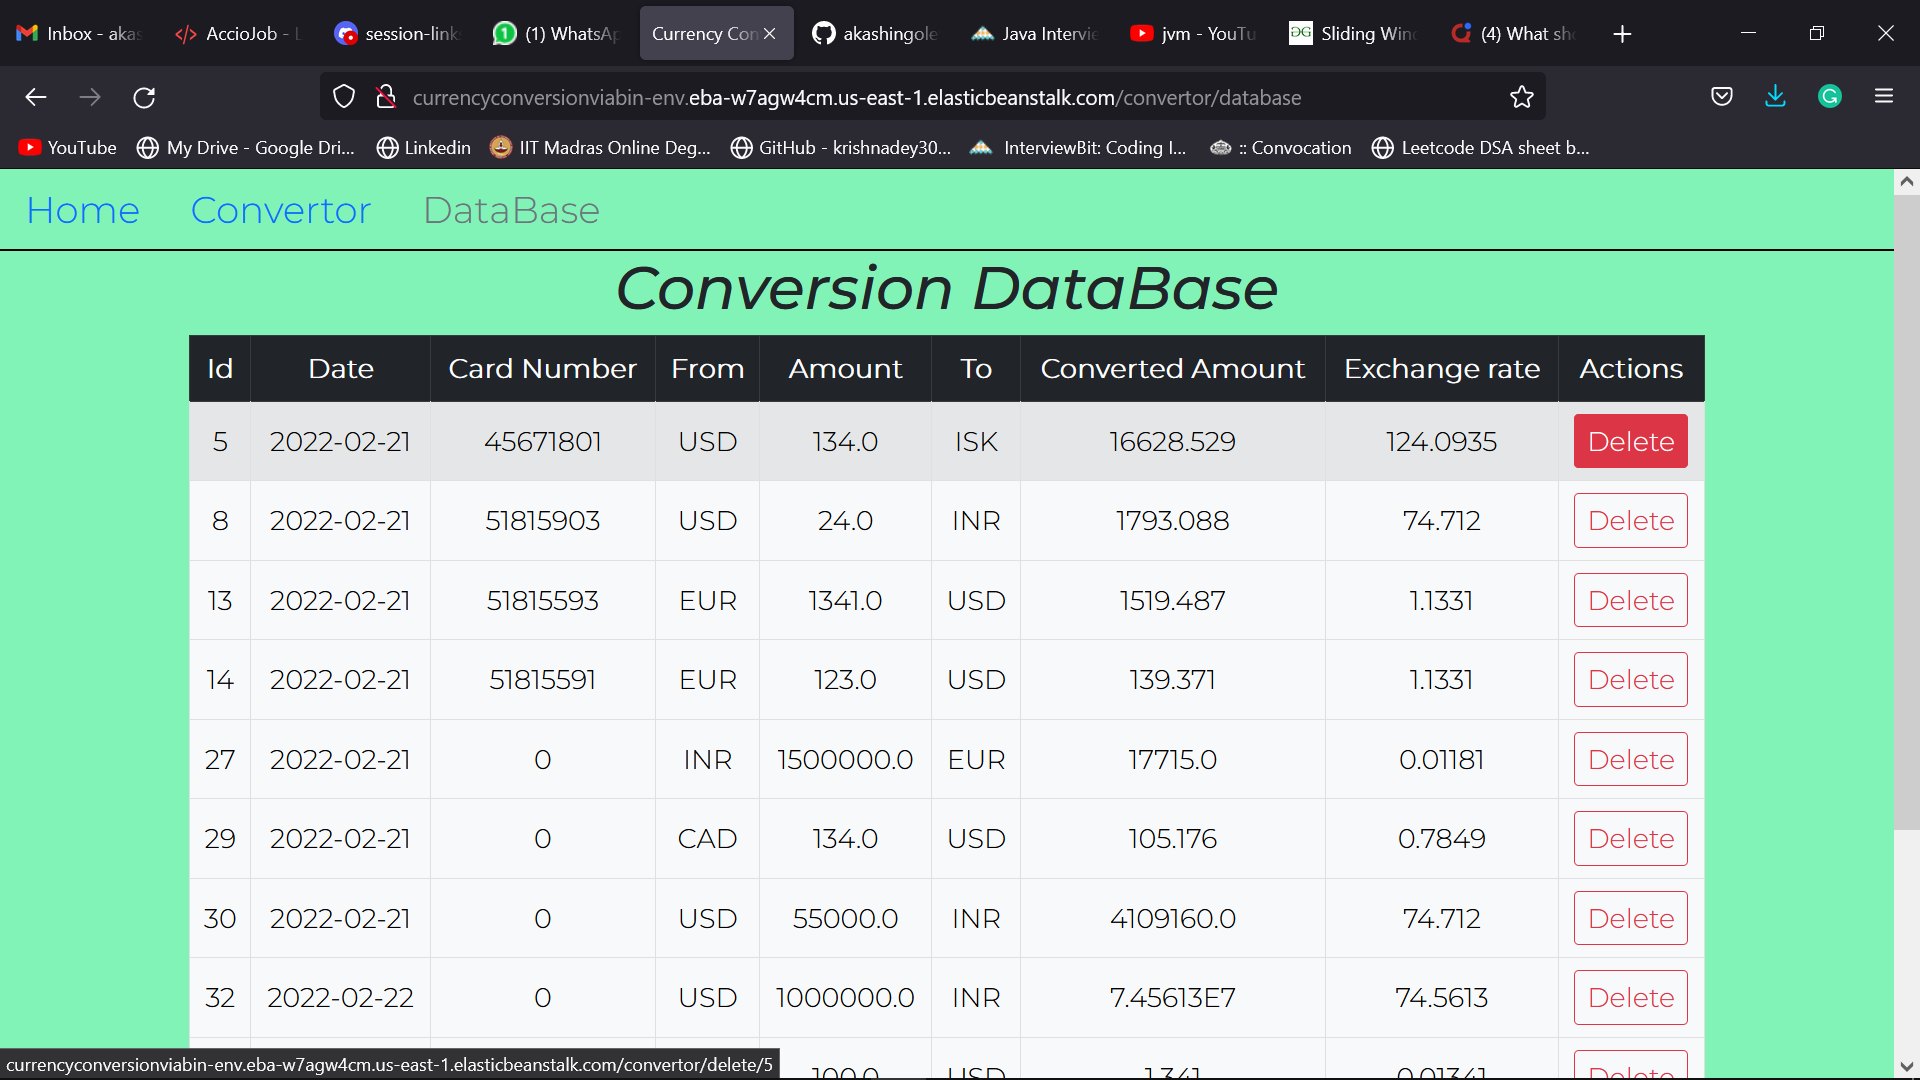 Inbox - akas
AccioJob - L
session-link
(1) WhatsAp
Currency Con
akashingole
Java Intervie
jvm - YouTu
Sliding Wind
(4) What sho
currencyconversionviabin-env.eba-w7agw4cm.us-east-1.elasticbeanstalk.com/convertor/database
YouTube
My Drive - Google Dri...
Linkedin
IIT Madras Online Deg...
GitHub - krishnadey30...
InterviewBit: Coding I...
:: Convocation
Leetcode DSA sheet b...
Home Convertor DataBase
Conversion DataBase
Id Date Card Number From Amount To Converted Amount Exchange rate Actions
5 2022-02-21 45671801 USD 134.0 ISK 16628.529 124.0935 Delete
8 2022-02-21 51815903 USD 24.0 INR 1793.088 74.712 Delete
13 2022-02-21 51815593 EUR 1341.0 USD 1519.487 1.1331 Delete
14 2022-02-21 51815591 EUR 123.0 USD 139.371 1.1331 Delete
27 2022-02-21 0 INR 1500000.0 EUR 17715.0 0.01181 Delete
29 2022-02-21 0 CAD 134.0 USD 105.176 0.7849 Delete
30 2022-02-21 0 USD 55000.0 INR 4109160.0 74.712 Delete
32 2022-02-22 0 USD 1000000.0 INR 7.45613E7 74.5613 Delete
100.0 USD 1.341 0.01341 Delete
currencyconversionviabin-env.eba-w7agw4cm.us-east-1.elasticbeanstalk.com/convertor/delete/5